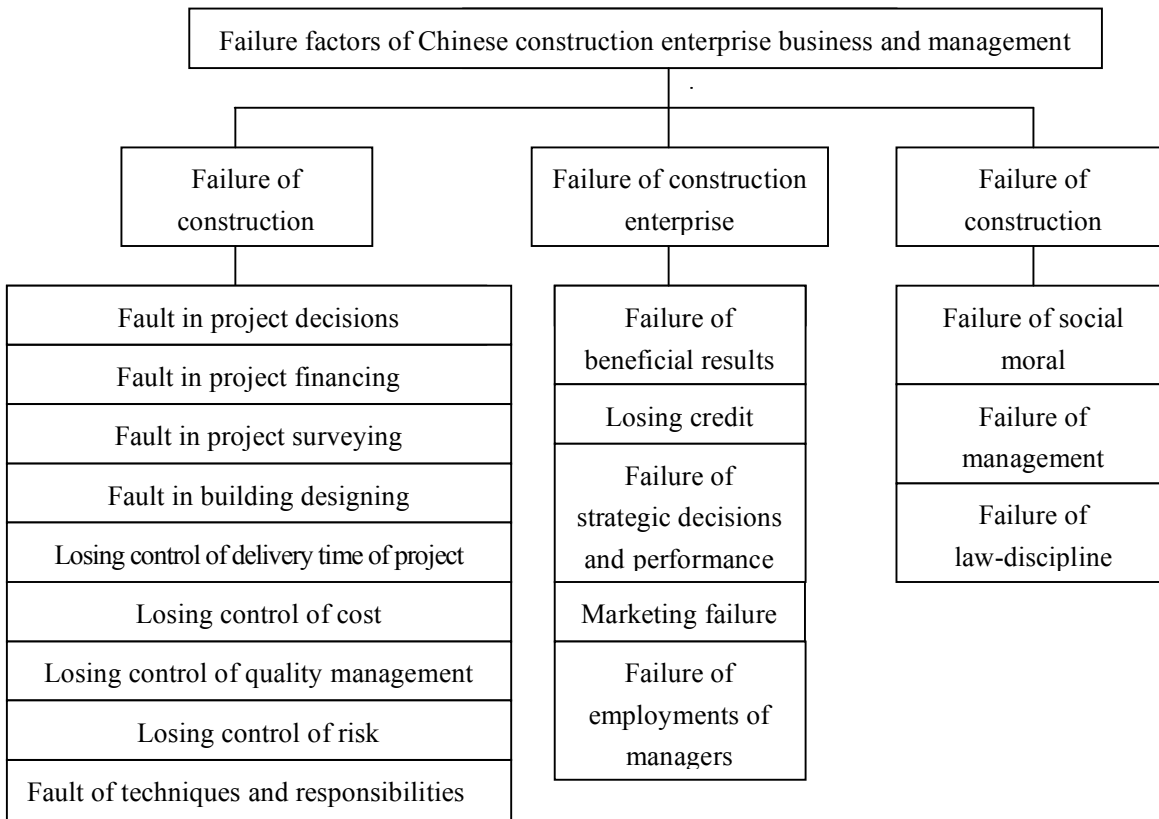 Failure factors of Chinese construction enterprise business and management
Failure of
construction
Failure of construction
enterprise
Failure of
construction
Fault in project decisions
Fault in project financing
Fault in project surveying
Fault in building designing
Losing control of delivery time of project
Losing control of cost
Losing control of quality management
Losing control of risk
Fault of techniques and responsibilities
Failure of
beneficial results
Losing credit
Failure of
strategic decisions
and performance
Marketing failure
Failure of
employments of
managers
Failure of social
moral
Failure of
management
Failure of
law-discipline